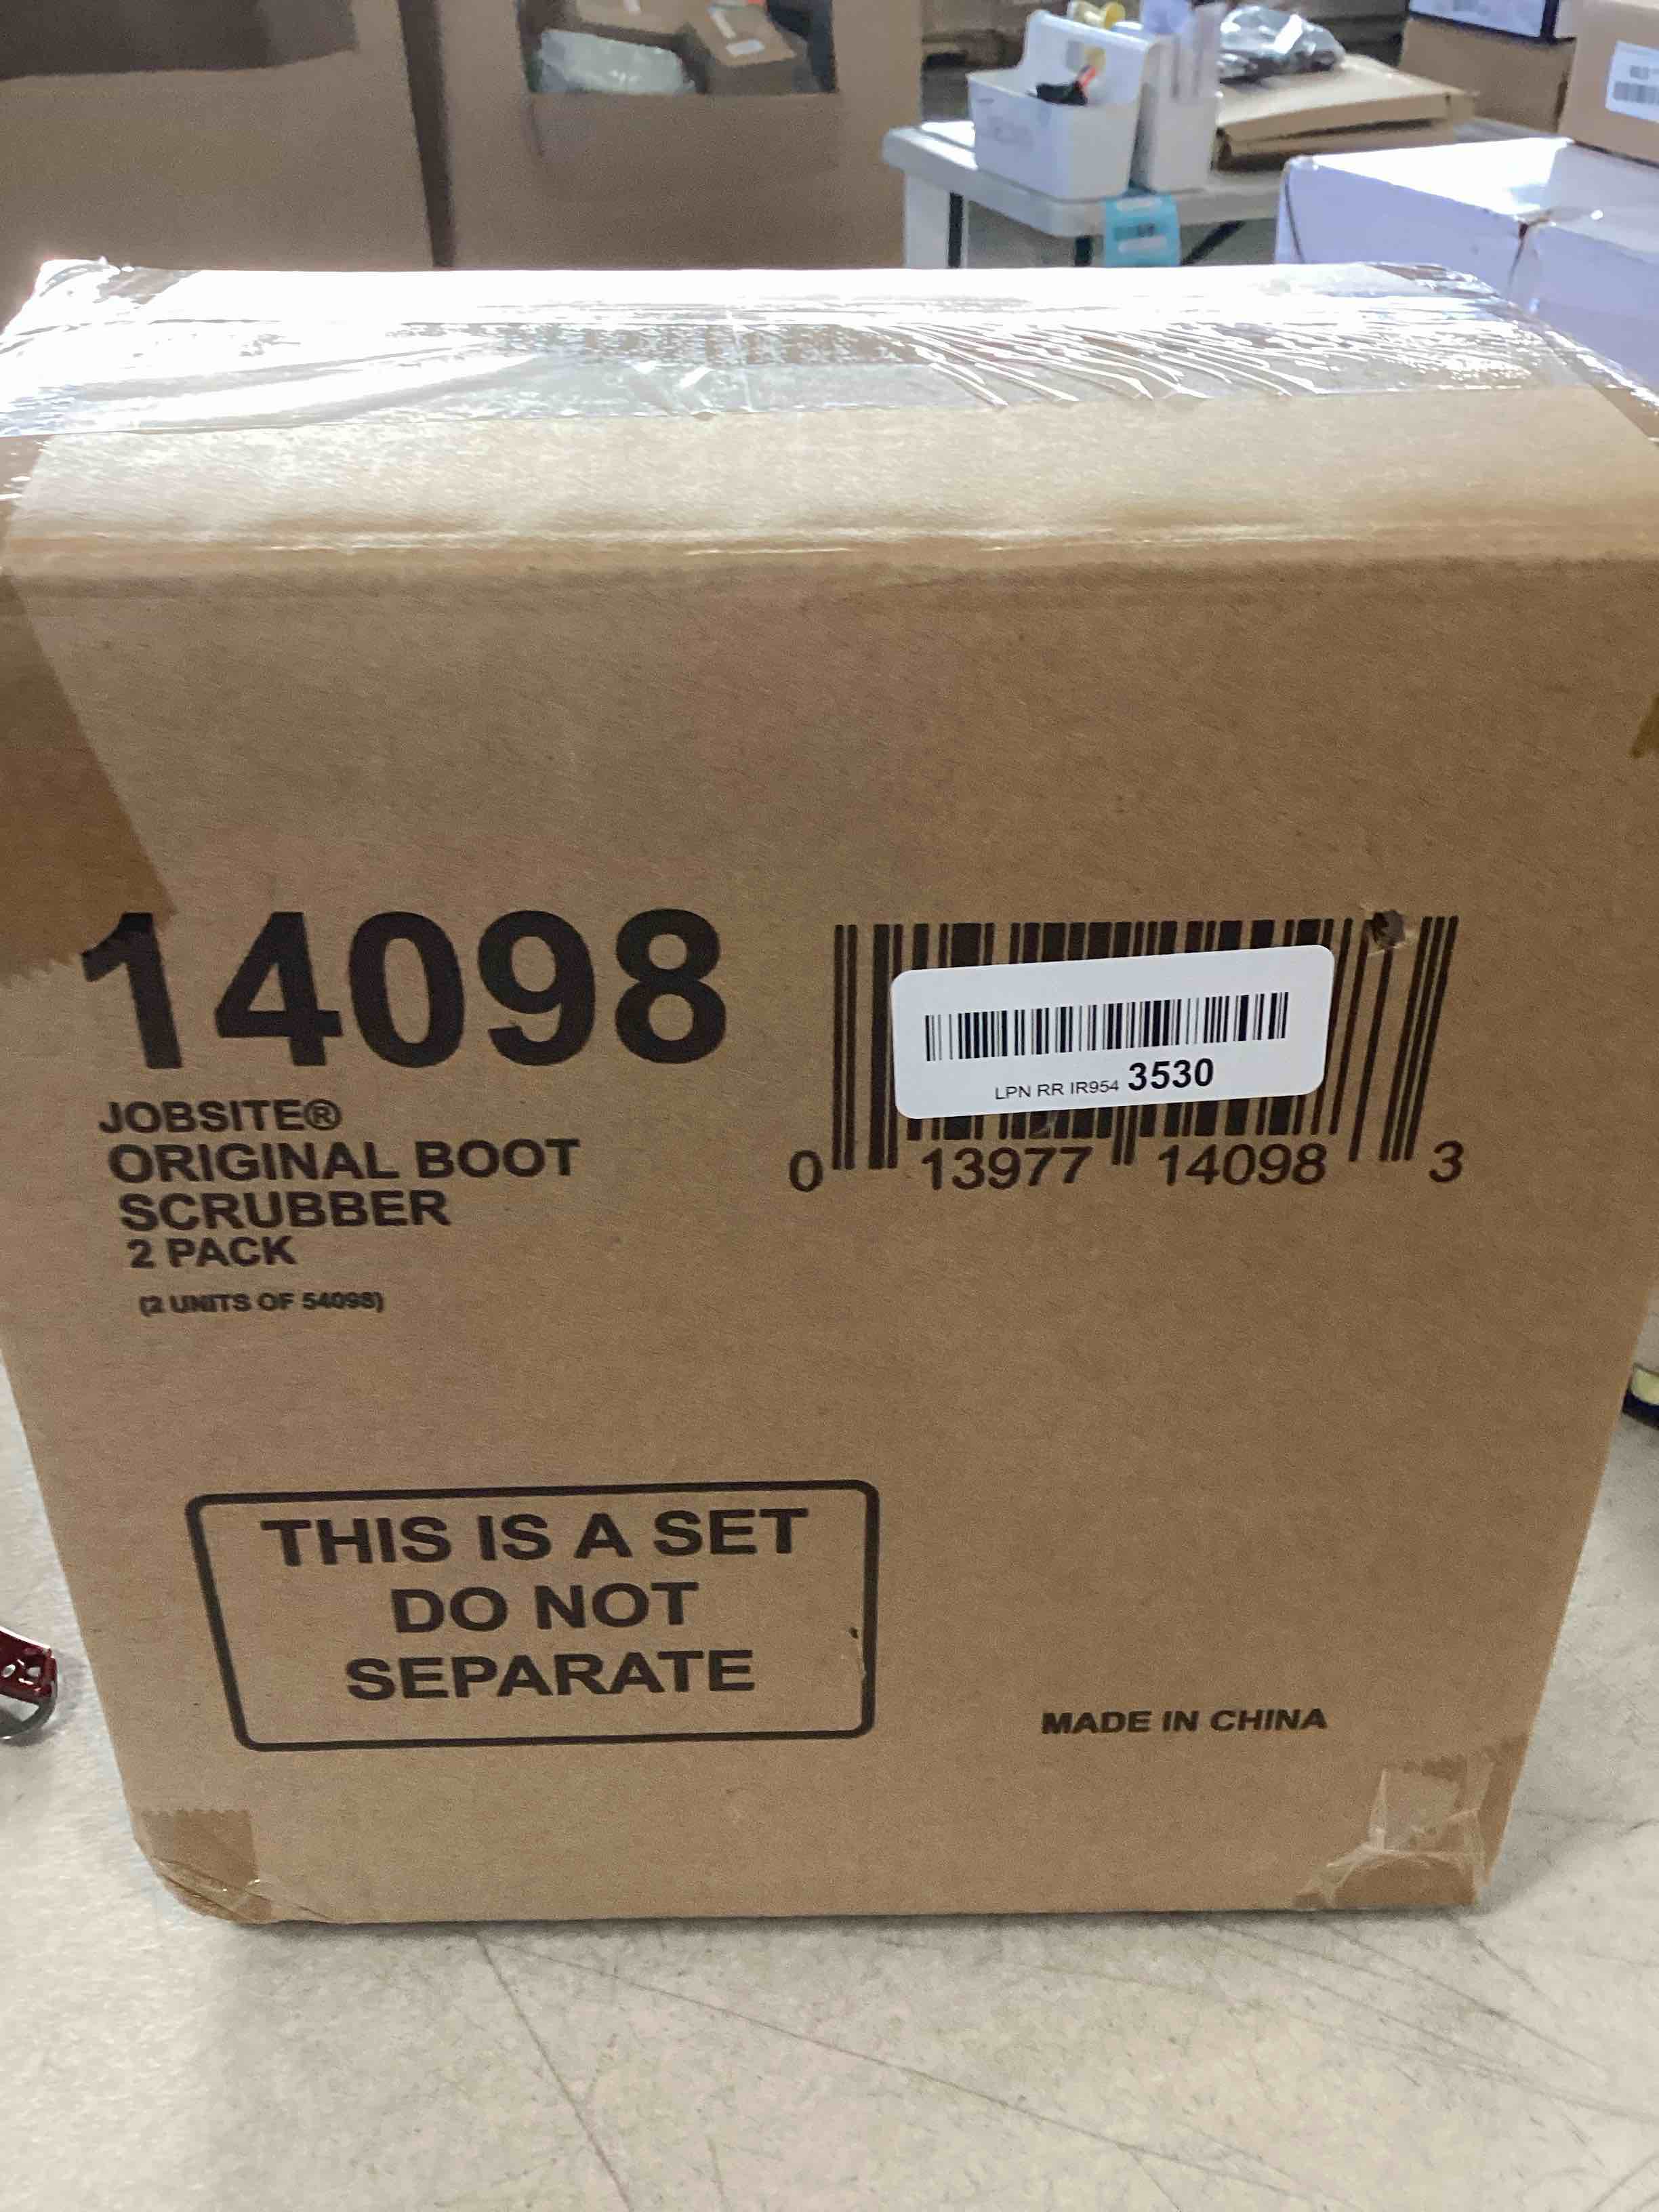 14098
JOBSITE®
ORIGINAL BOOT
SCRUBBER
2 PACK
(2 UNITS OF 54098)
LPN RR IR954 3530
0 13977 14098 3
THIS IS A SET
DO NOT
SEPARATE
MADE IN CHINA